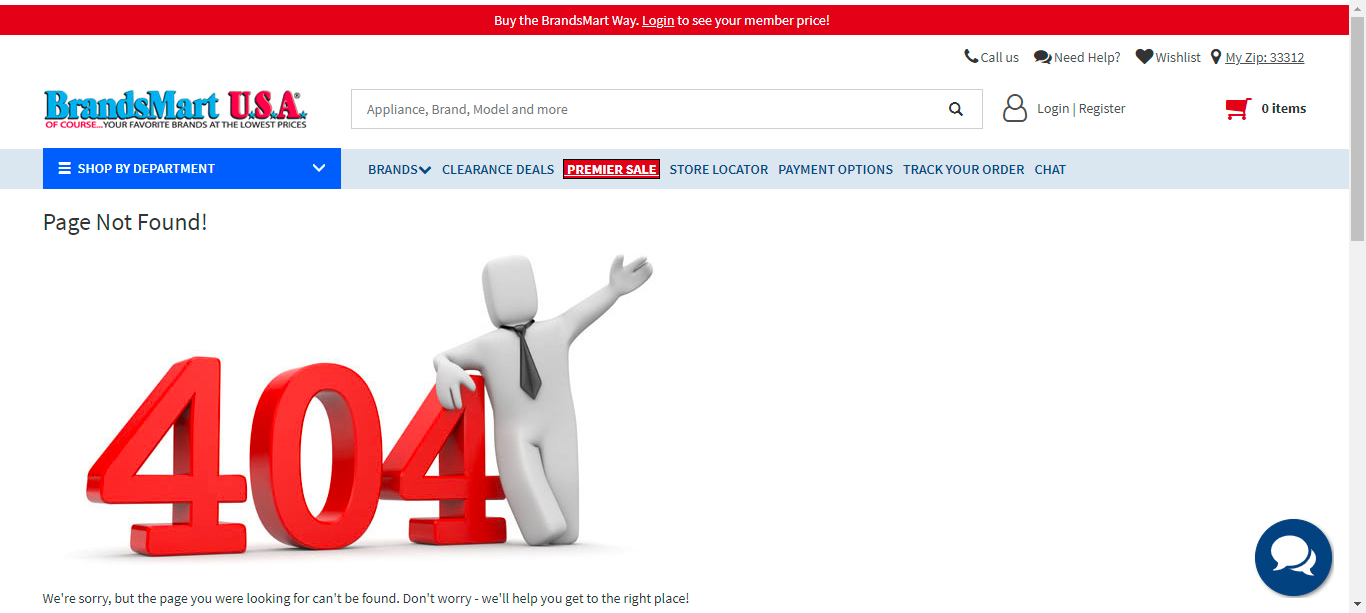 Buy the BrandsMart Way. Login to see your member price!
Call us Need Help? Wishlist My Zip: 33312
BrandsMart U.S.A.®
OF COURSE...YOUR FAVORITE BRANDS AT THE LOWEST PRICES
Appliance, Brand, Model and more
Login | Register
0 items
SHOP BY DEPARTMENT
BRANDS CLEARANCE DEALS PREMIER SALE STORE LOCATOR PAYMENT OPTIONS TRACK YOUR ORDER CHAT
Page Not Found!
404
We're sorry, but the page you were looking for can't be found. Don't worry - we'll help you get to the right place!